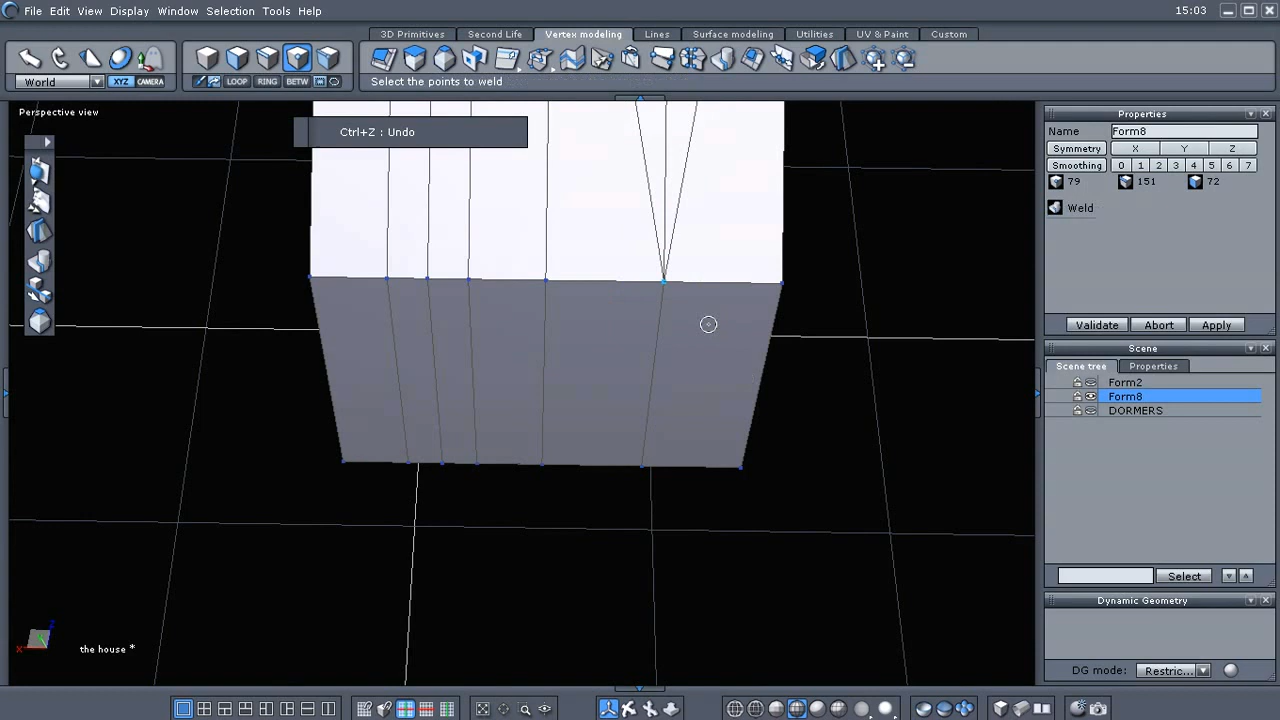 File Edit View Display Window Selection Tools Help 15:03
3D Primitives Second Life Vertex modeling Lines Surface modeling Utilities UV & Paint Custom
World XYZ CAMERA LOOP RING BETW Select the points to weld
Perspective view
Ctrl+Z : Undo
Properties
Name Form8
Symmetry X Y Z
Smoothing 0 1 2 3 4 5 6 7
79 151 72
Weld
Validate Abort Apply
Scene
Scene tree Properties
Form2
Form8
DORMERS
Select
Dynamic Geometry
DG mode: Restric...
Z
Y
X
the house *